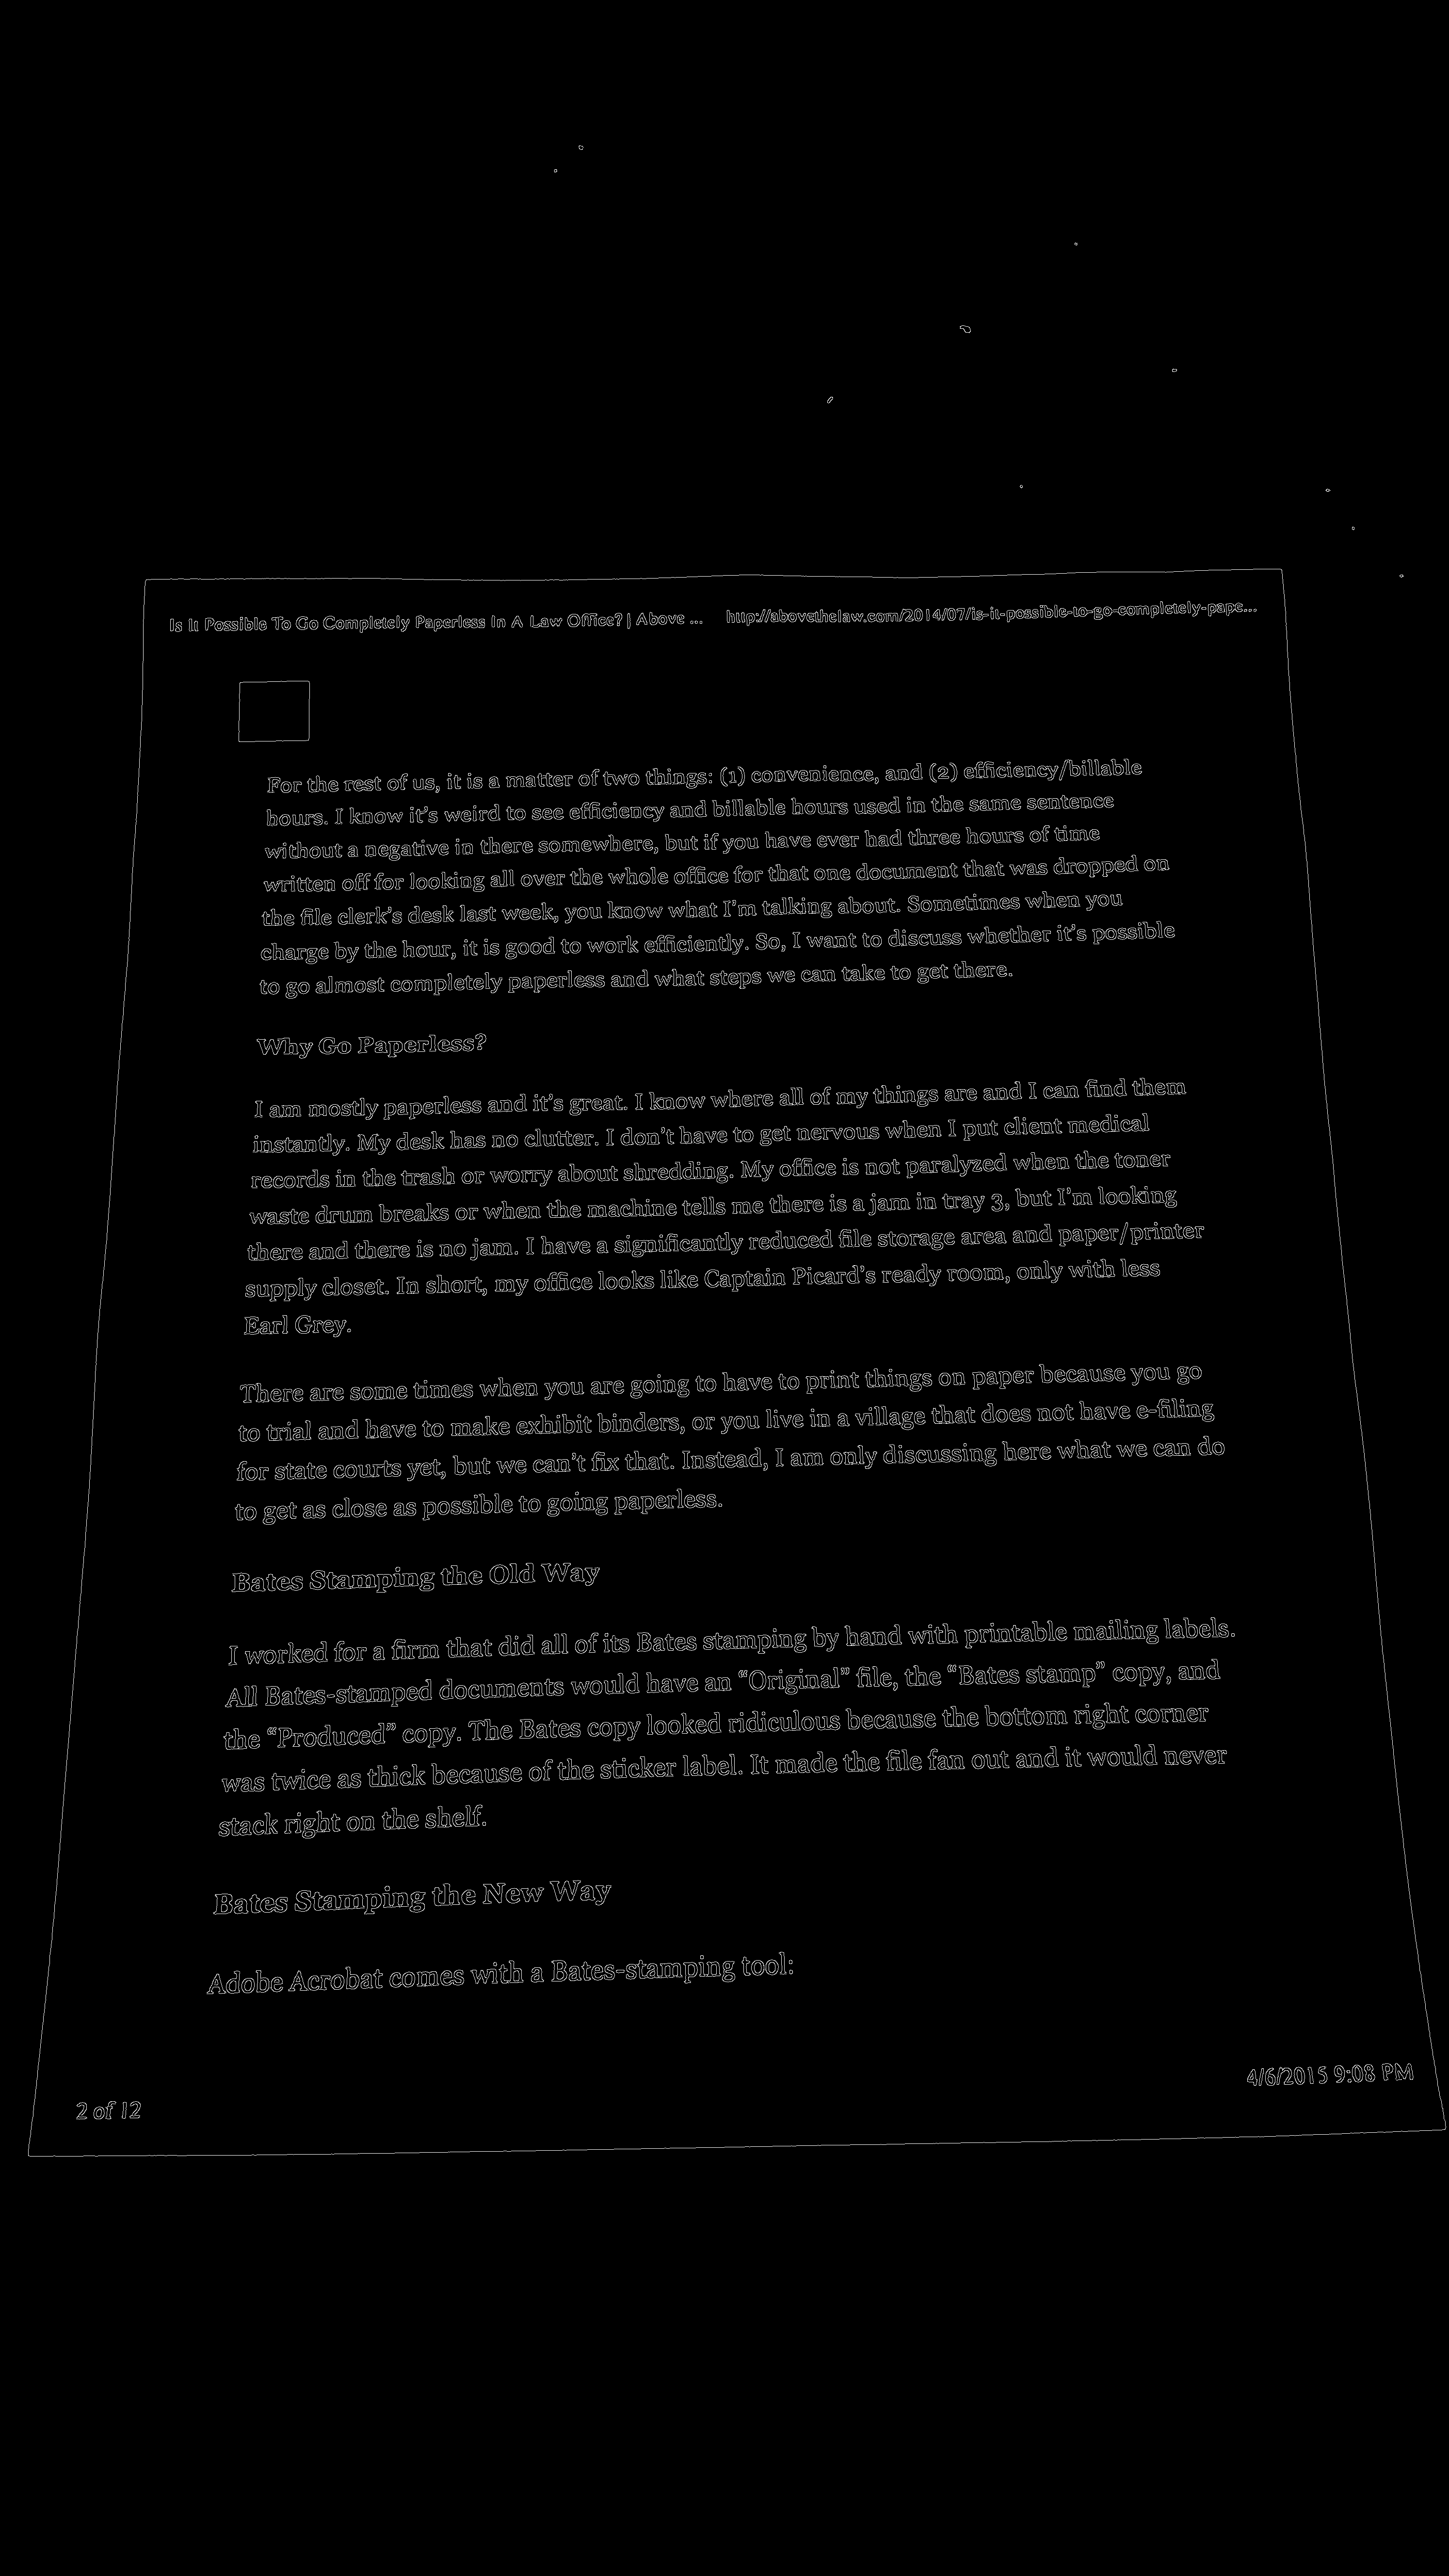 Is It Possible To Go Completely Paperless In A Law Office? | Above ... http://abovethelaw.com/2014/07/is-it-possible-to-go-completely-pape...
For the rest of us, it is a matter of two things: (1) convenience, and (2) efficiency/billable
hours. I know it’s weird to see efficiency and billable hours used in the same sentence
without a negative in there somewhere, but if you have ever had three hours of time
written off for looking all over the whole office for that one document that was dropped on
the file clerk’s desk last week, you know what I’m talking about. Sometimes when you
charge by the hour, it is good to work efficiently. So, I want to discuss whether it’s possible
to go almost completely paperless and what steps we can take to get there.
Why Go Paperless?
I am mostly paperless and it’s great. I know where all of my things are and I can find them
instantly. My desk has no clutter. I don’t have to get nervous when I put client medical
records in the trash or worry about shredding. My office is not paralyzed when the toner
waste drum breaks or when the machine tells me there is a jam in tray 3, but I’m looking
there and there is no jam. I have a significantly reduced file storage area and paper/printer
supply closet. In short, my office looks like Captain Picard’s ready room, only with less
Earl Grey.
There are some times when you are going to have to print things on paper because you go
to trial and have to make exhibit binders, or you live in a village that does not have e-filing
for state courts yet, but we can’t fix that. Instead, I am only discussing here what we can do
to get as close as possible to going paperless.
Bates Stamping the Old Way
I worked for a firm that did all of its Bates stamping by hand with printable mailing labels.
All Bates-stamped documents would have an “Original” file, the “Bates stamp” copy, and
the “Produced” copy. The Bates copy looked ridiculous because the bottom right corner
was twice as thick because of the sticker label. It made the file fan out and it would never
stack right on the shelf.
Bates Stamping the New Way
Adobe Acrobat comes with a Bates-stamping tool:
2 of 12 4/6/2015 9:08 PM